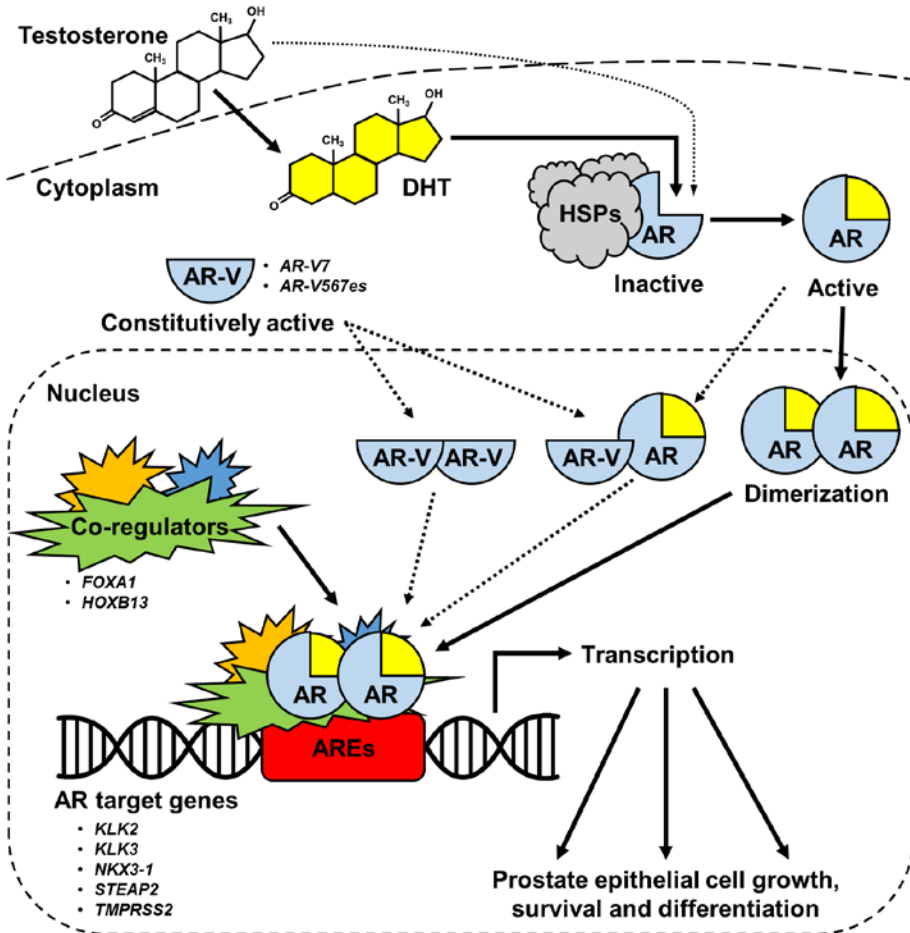 Testosterone
OH
CH₃
CH₃
O
OH
CH₃
CH₃
O
DHT
Cytoplasm
HSPs
AR
Inactive
AR
Active
AR-V
• AR-V7
• AR-V567es
Constitutively active
Nucleus
AR-V
AR-V
AR-V
AR
AR
AR
Dimerization
Co-regulators
• FOXA1
• HOXB13
AR
AR
Transcription
AREs
AR target genes
• KLK2
• KLK3
• NKX3-1
• STEAP2
• TMPRSS2
Prostate epithelial cell growth,
survival and differentiation